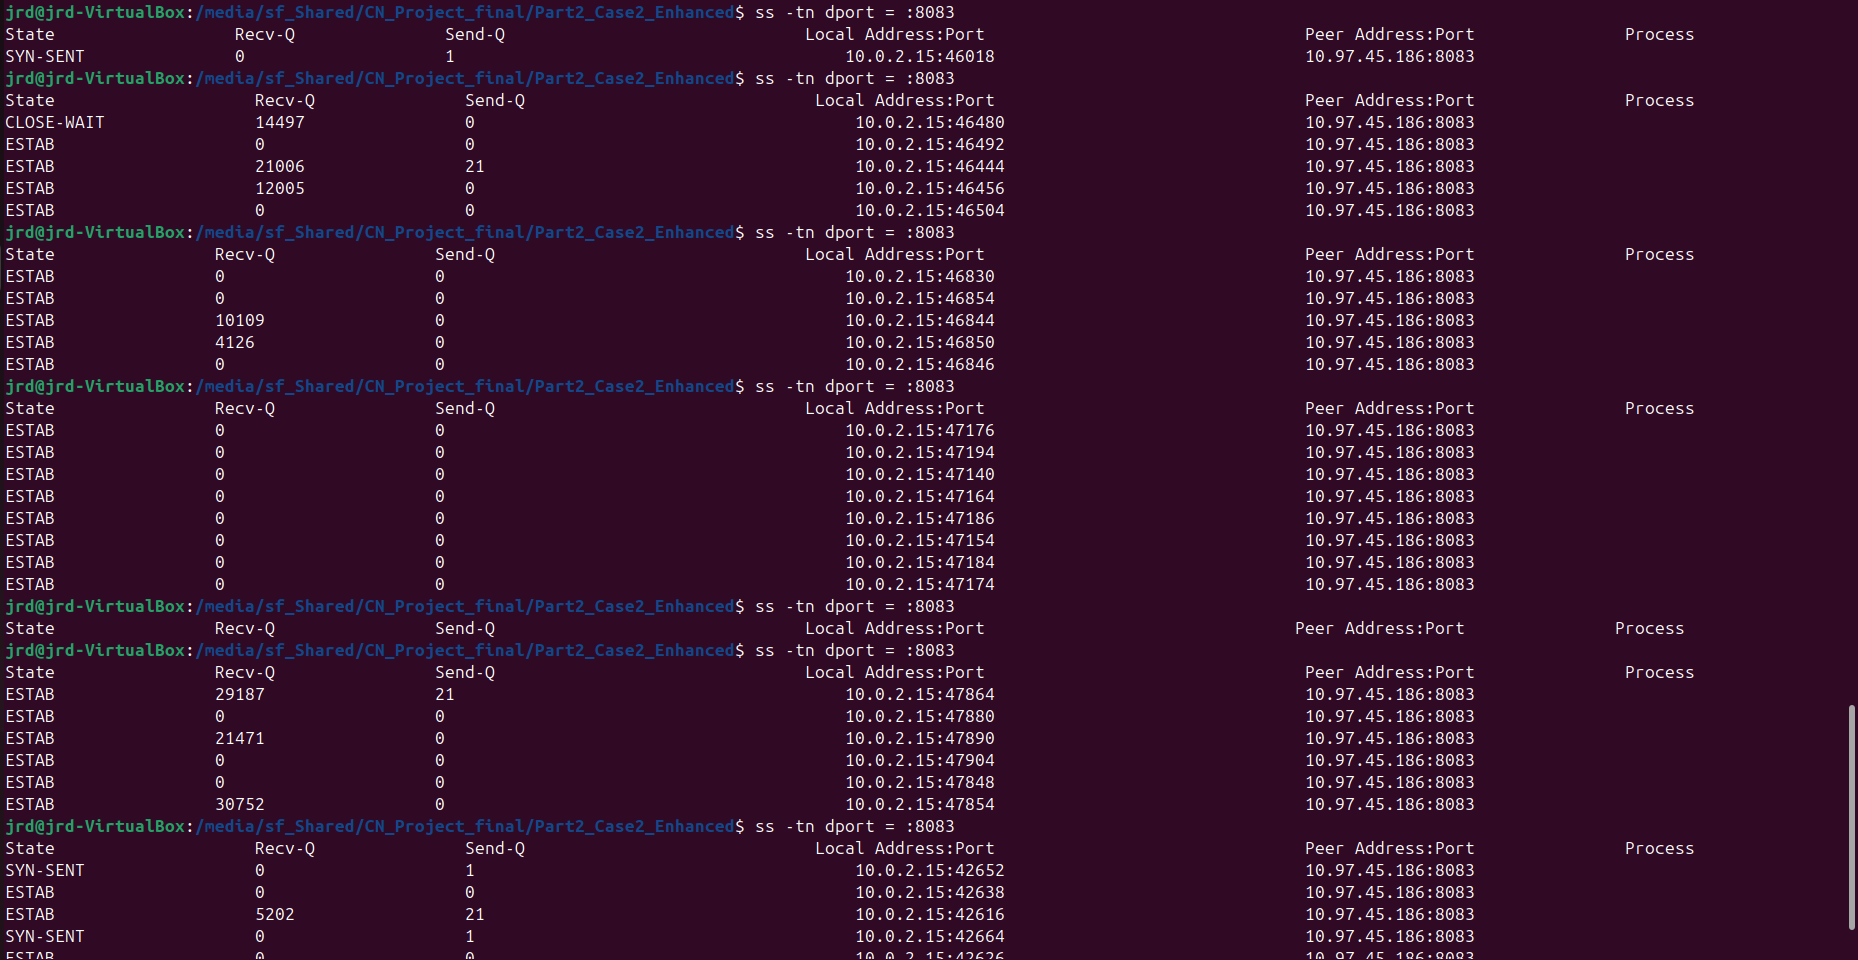 jrd@jrd-VirtualBox:/media/sf_Shared/CN_Project_final/Part2_Case2_Enhanced$ ss -tn dport = :8083
State Recv-Q Send-Q Local Address:Port Peer Address:Port Process
SYN-SENT 0 1 10.0.2.15:46018 10.97.45.186:8083
jrd@jrd-VirtualBox:/media/sf_Shared/CN_Project_final/Part2_Case2_Enhanced$ ss -tn dport = :8083
State Recv-Q Send-Q Local Address:Port Peer Address:Port Process
CLOSE-WAIT 14497 0 10.0.2.15:46480 10.97.45.186:8083
ESTAB 0 0 10.0.2.15:46492 10.97.45.186:8083
ESTAB 21006 21 10.0.2.15:46444 10.97.45.186:8083
ESTAB 12005 0 10.0.2.15:46456 10.97.45.186:8083
ESTAB 0 0 10.0.2.15:46504 10.97.45.186:8083
jrd@jrd-VirtualBox:/media/sf_Shared/CN_Project_final/Part2_Case2_Enhanced$ ss -tn dport = :8083
State Recv-Q Send-Q Local Address:Port Peer Address:Port Process
ESTAB 0 0 10.0.2.15:46830 10.97.45.186:8083
ESTAB 0 0 10.0.2.15:46854 10.97.45.186:8083
ESTAB 10109 0 10.0.2.15:46844 10.97.45.186:8083
ESTAB 4126 0 10.0.2.15:46850 10.97.45.186:8083
ESTAB 0 0 10.0.2.15:46846 10.97.45.186:8083
jrd@jrd-VirtualBox:/media/sf_Shared/CN_Project_final/Part2_Case2_Enhanced$ ss -tn dport = :8083
State Recv-Q Send-Q Local Address:Port Peer Address:Port Process
ESTAB 0 0 10.0.2.15:47176 10.97.45.186:8083
ESTAB 0 0 10.0.2.15:47194 10.97.45.186:8083
ESTAB 0 0 10.0.2.15:47140 10.97.45.186:8083
ESTAB 0 0 10.0.2.15:47164 10.97.45.186:8083
ESTAB 0 0 10.0.2.15:47186 10.97.45.186:8083
ESTAB 0 0 10.0.2.15:47154 10.97.45.186:8083
ESTAB 0 0 10.0.2.15:47184 10.97.45.186:8083
ESTAB 0 0 10.0.2.15:47174 10.97.45.186:8083
jrd@jrd-VirtualBox:/media/sf_Shared/CN_Project_final/Part2_Case2_Enhanced$ ss -tn dport = :8083
State Recv-Q Send-Q Local Address:Port Peer Address:Port Process
jrd@jrd-VirtualBox:/media/sf_Shared/CN_Project_final/Part2_Case2_Enhanced$ ss -tn dport = :8083
State Recv-Q Send-Q Local Address:Port Peer Address:Port Process
ESTAB 29187 21 10.0.2.15:47864 10.97.45.186:8083
ESTAB 0 0 10.0.2.15:47880 10.97.45.186:8083
ESTAB 21471 0 10.0.2.15:47890 10.97.45.186:8083
ESTAB 0 0 10.0.2.15:47904 10.97.45.186:8083
ESTAB 0 0 10.0.2.15:47848 10.97.45.186:8083
ESTAB 30752 0 10.0.2.15:47854 10.97.45.186:8083
jrd@jrd-VirtualBox:/media/sf_Shared/CN_Project_final/Part2_Case2_Enhanced$ ss -tn dport = :8083
State Recv-Q Send-Q Local Address:Port Peer Address:Port Process
SYN-SENT 0 1 10.0.2.15:42652 10.97.45.186:8083
ESTAB 0 0 10.0.2.15:42638 10.97.45.186:8083
ESTAB 5202 21 10.0.2.15:42616 10.97.45.186:8083
SYN-SENT 0 1 10.0.2.15:42664 10.97.45.186:8083
ESTAB 0 0 10.0.2.15:42626 10.97.45.186:8083